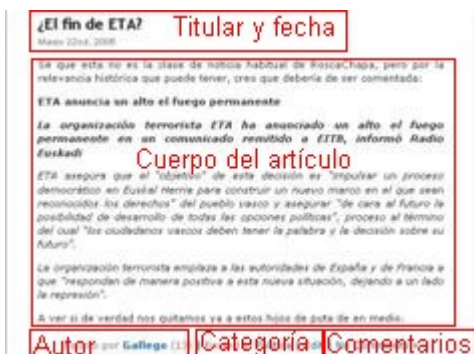 ¿El fin de ETA?
Titular y fecha
Marzo 22nd, 2006
Sé que esta no es la clase de noticia habitual de RoscaChapa, pero por la
relevancia histórica que puede tener, creo que debería de ser comentada:
ETA anuncia un alto el fuego permanente
La organización terrorista ETA ha anunciado un alto el fuego
permanente en un comunicado remitido a EITB, informó Radio
Euskadi
Cuerpo del artículo
ETA asegura que el "objetivo" de esta decisión es "impulsar un proceso
democrático en Euskal Herria para construir un nuevo marco en el que sean
reconocidos los derechos" del pueblo vasco y asegurar "de cara al futuro la
posibilidad de desarrollo de todas las opciones políticas", proceso al término
del cual "los ciudadanos vascos deben tener la palabra y la decisión sobre su
futuro".
La organización terrorista emplaza a las autoridades de España y de Francia a
que "respondan de manera positiva a esta nueva situación, dejando a un lado
la represión".
A ver si de verdad nos quitamos ya a estos hijos de puta de en medio.
Autor
por Gallego
Categoría
Comentarios